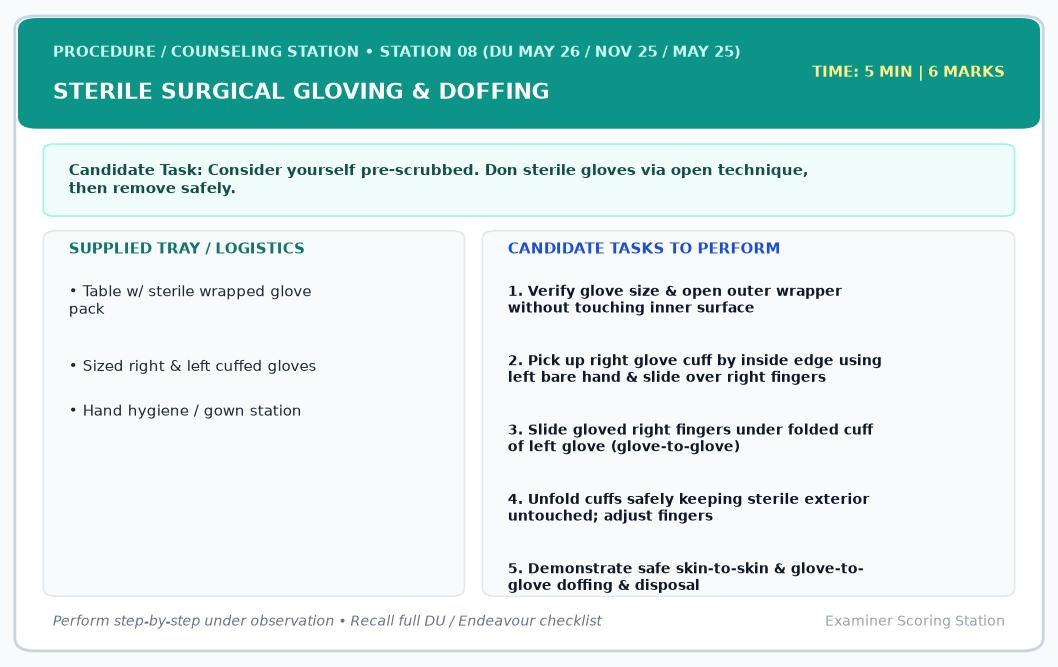 PROCEDURE / COUNSELING STATION • STATION 08 (DU MAY 26 / NOV 25 / MAY 25)
TIME: 5 MIN | 6 MARKS
STERILE SURGICAL GLOVING & DOFFING
Candidate Task: Consider yourself pre-scrubbed. Don sterile gloves via open technique,
then remove safely.
SUPPLIED TRAY / LOGISTICS
• Table w/ sterile wrapped glove
pack
• Sized right & left cuffed gloves
• Hand hygiene / gown station
CANDIDATE TASKS TO PERFORM
1. Verify glove size & open outer wrapper
without touching inner surface
2. Pick up right glove cuff by inside edge using
left bare hand & slide over right fingers
3. Slide gloved right fingers under folded cuff
of left glove (glove-to-glove)
4. Unfold cuffs safely keeping sterile exterior
untouched; adjust fingers
5. Demonstrate safe skin-to-skin & glove-to-
glove doffing & disposal
Perform step-by-step under observation • Recall full DU / Endeavour checklist
Examiner Scoring Station